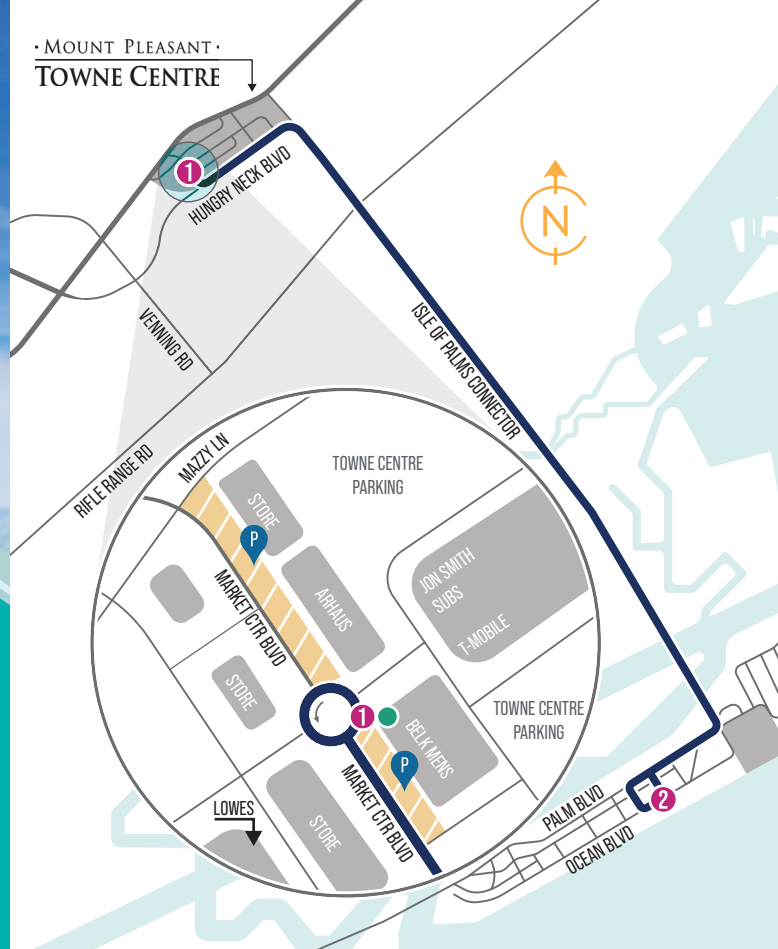 · MOUNT PLEASANT ·
TOWNE CENTRE
1
HUNGRY NECK BLVD
N
VENNING RD
ISLE OF PALMS CONNECTOR
RIFLE RANGE RD
MAZZY LN
TOWNE CENTRE
PARKING
STORE
P
JON SMITH
SUBS
T-MOBILE
MARKET CTR BLVD
ARHAUS
STORE
1
BELK MENS
TOWNE CENTRE
PARKING
P
MARKET CTR BLVD
LOWES
STORE
PALM BLVD
2
OCEAN BLVD